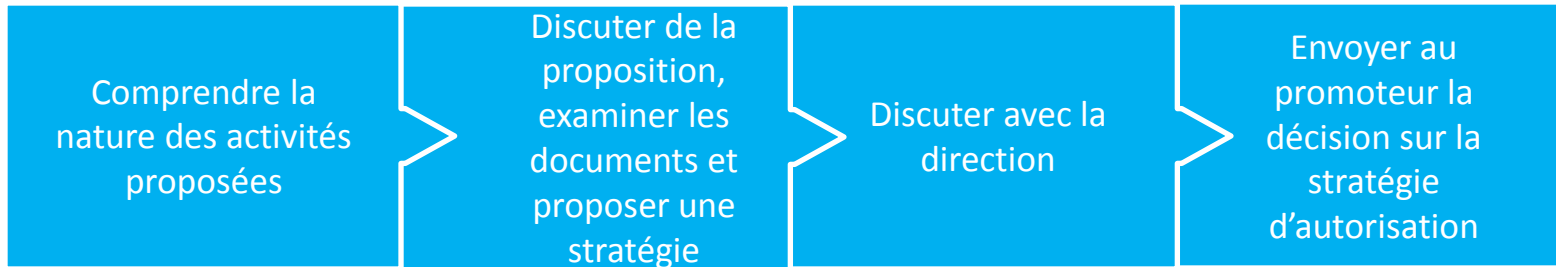 Comprendre la
nature des activités
proposées
Discuter de la
proposition,
examiner les
documents et
proposer une
stratégie
Discuter avec la
direction
Envoyer au
promoteur la
décision sur la
stratégie
d’autorisation